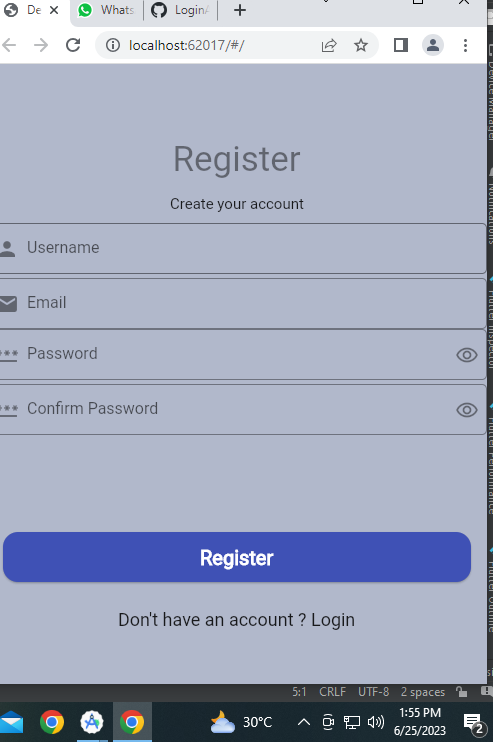 De
Whats
LoginA
localhost:62017/#/
Register
Create your account
Username
Email
Password
Confirm Password
Register
Don't have an account ? Login
5:1 CRLF UTF-8 2 spaces
30°C
1:55 PM
6/25/2023
2